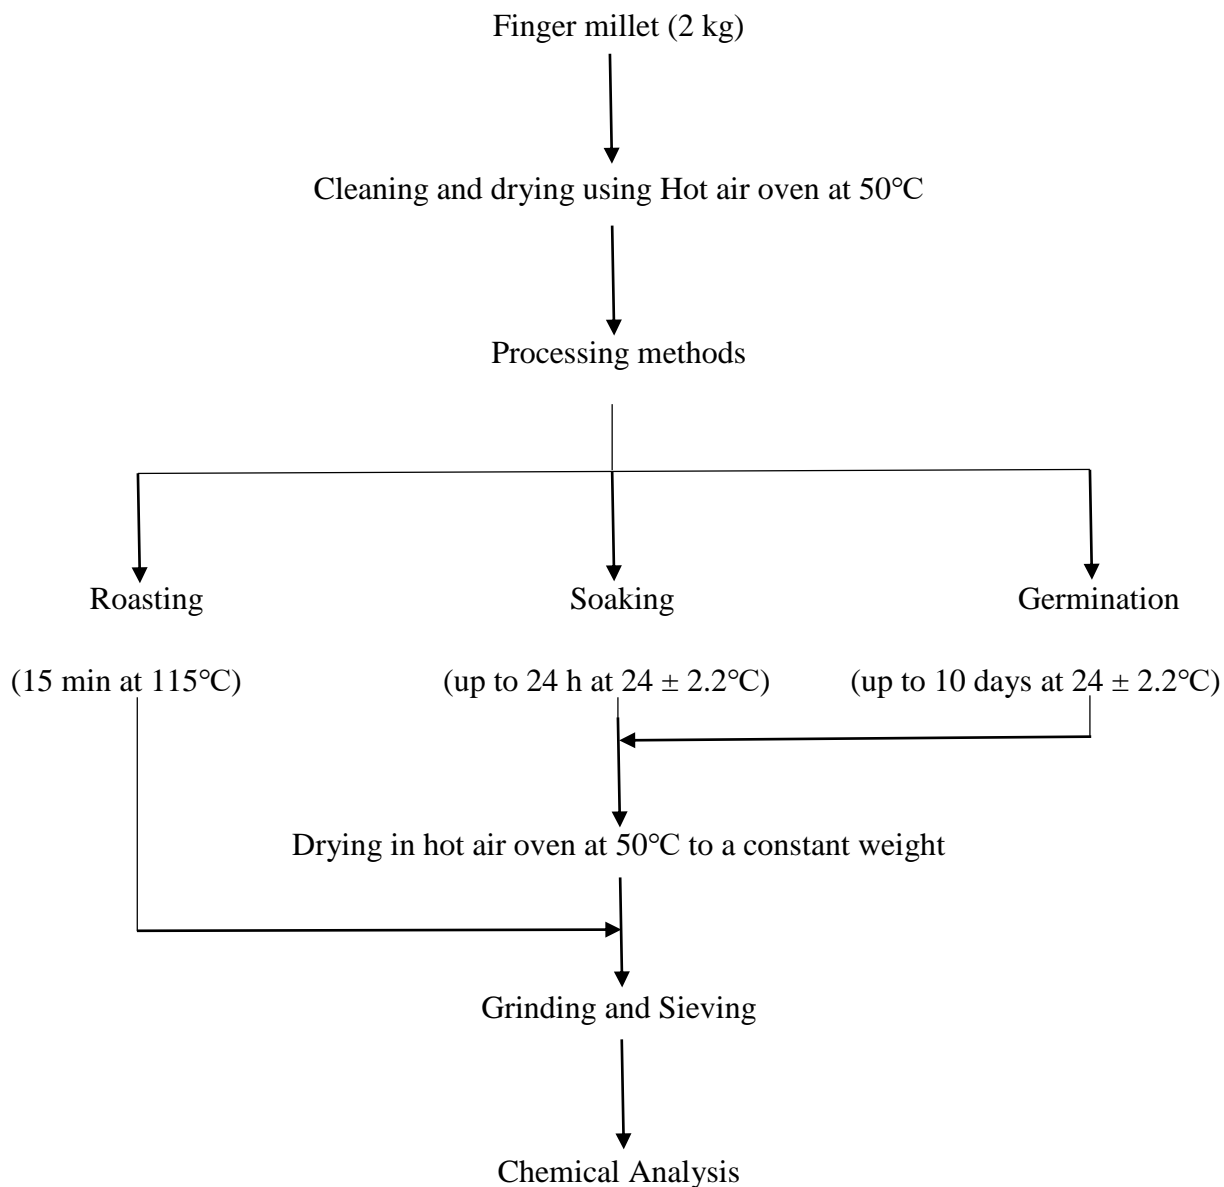 Finger millet (2 kg)
Cleaning and drying using Hot air oven at 50℃
Processing methods
Roasting
Soaking
Germination
(15 min at 115℃)
(up to 24 h at 24 ± 2.2℃)
(up to 10 days at 24 ± 2.2℃)
Drying in hot air oven at 50℃ to a constant weight
Grinding and Sieving
Chemical Analysis